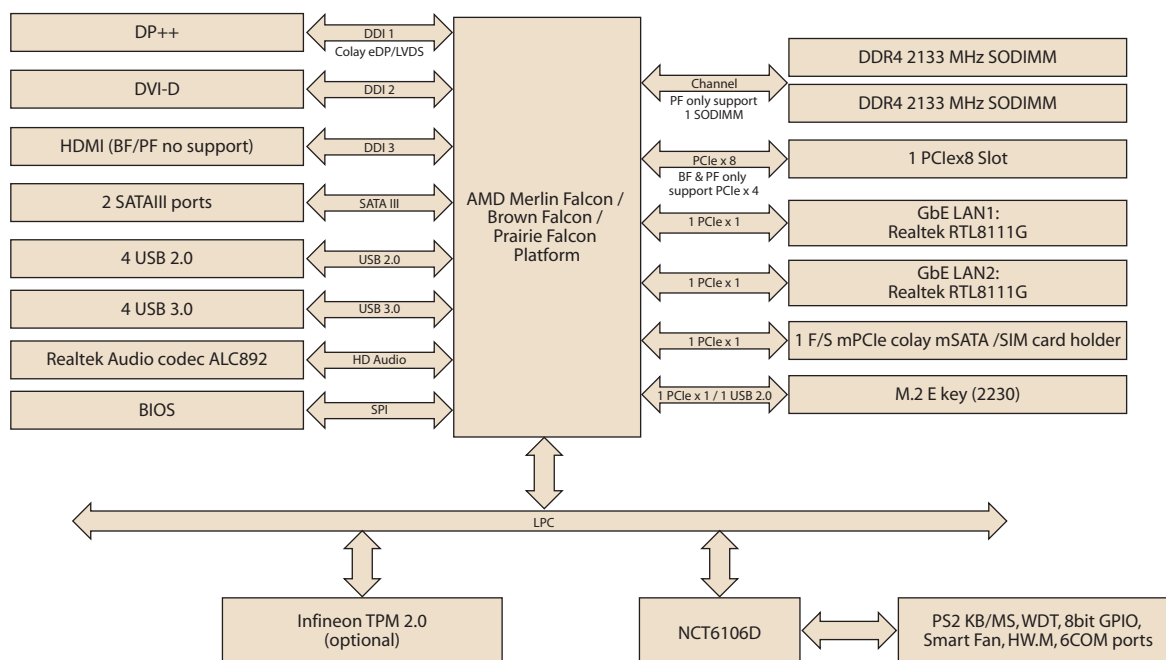 DP++
DDI 1
Colay eDP/LVDS
DVI-D
DDI 2
HDMI (BF/PF no support)
DDI 3
2 SATAIII ports
SATA III
4 USB 2.0
USB 2.0
4 USB 3.0
USB 3.0
Realtek Audio codec ALC892
HD Audio
BIOS
SPI
AMD Merlin Falcon /
Brown Falcon /
Prairie Falcon
Platform
Channel
PF only support
1 SODIMM
DDR4 2133 MHz SODIMM
DDR4 2133 MHz SODIMM
PCIe x 8
BF & PF only
support PCIe x 4
1 PCIex8 Slot
1 PCIe x 1
GbE LAN1:
Realtek RTL8111G
1 PCIe x 1
GbE LAN2:
Realtek RTL8111G
1 PCIe x 1
1 F/S mPCIe colay mSATA /SIM card holder
1 PCIe x 1 / 1 USB 2.0
M.2 E key (2230)
LPC
Infineon TPM 2.0
(optional)
NCT6106D
PS2 KB/MS, WDT, 8bit GPIO,
Smart Fan, HW.M, 6COM ports